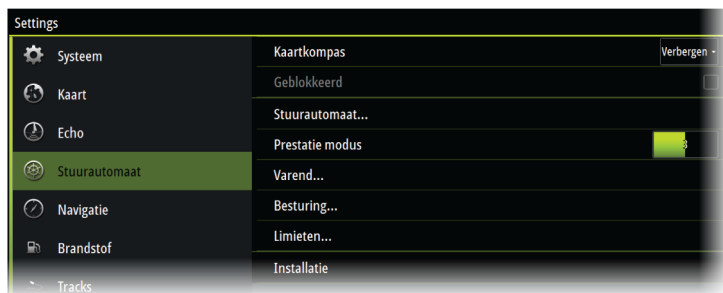 Settings
Systeem
Kaart
Echo
Stuurautomaat
Navigatie
Brandstof
Tracks
Kaartkompas Verbergen
Geblokkeerd
Stuurautomaat...
Prestatie modus
Varend...
Besturing...
Limieten...
Installatie